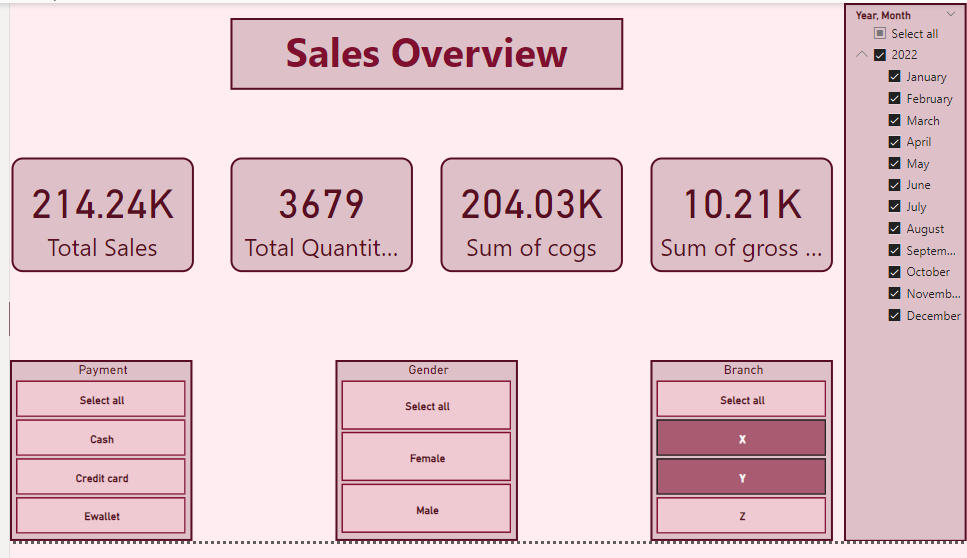 Sales Overview
214.24K
Total Sales
3679
Total Quantit...
204.03K
Sum of cogs
10.21K
Sum of gross ...
Year, Month
Select all
2022
January
February
March
April
May
June
July
August
Septem...
October
Novemb...
December
Payment
Select all
Cash
Credit card
Ewallet
Gender
Select all
Female
Male
Branch
Select all
X
Y
Z